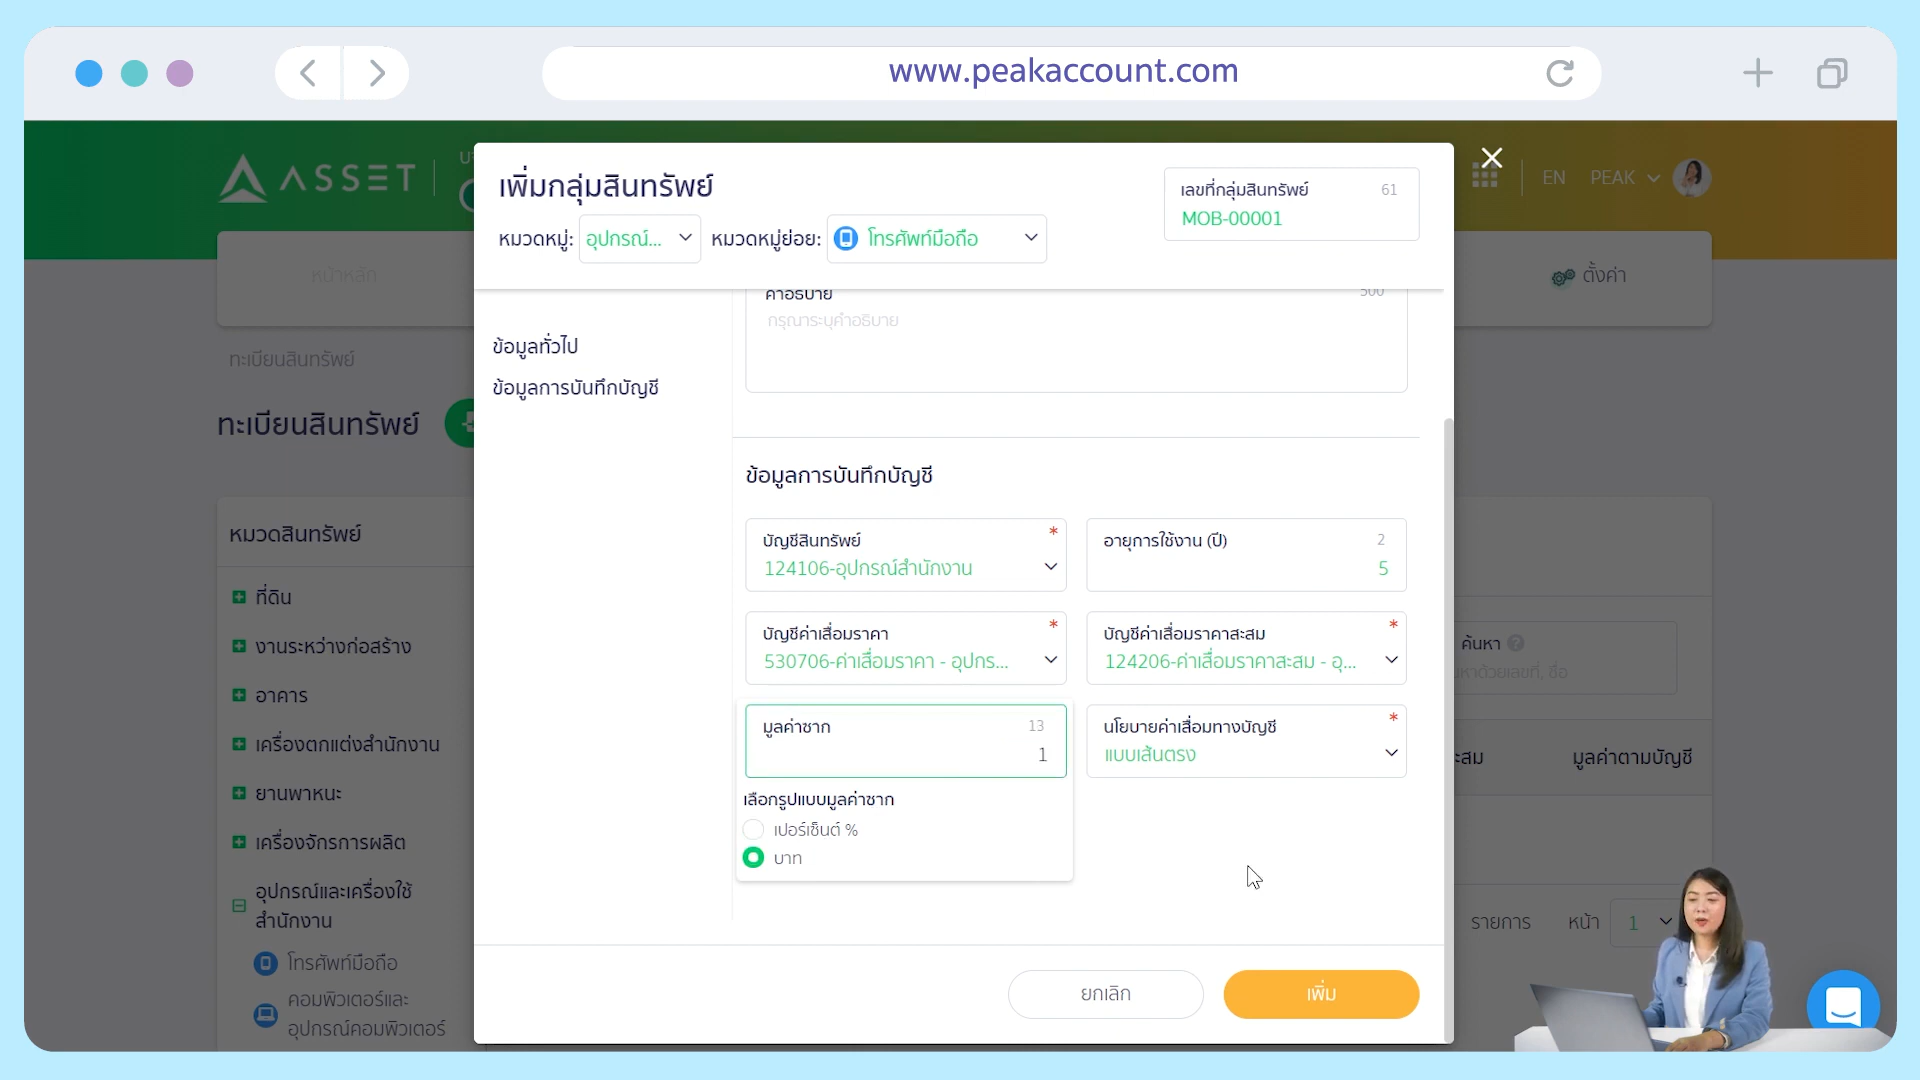 www.peakaccount.com
ASSET
EN
PEAK
เพิ่มกลุ่มสินทรัพย์
หมวดหมู่: อุปกรณ์... หมวดหมู่ย่อย: โทรศัพท์มือถือ
เลขที่กลุ่มสินทรัพย์ 61
MOB-00001
หน้าหลัก
ตั้งค่า
ทะเบียนสินทรัพย์
ทะเบียนสินทรัพย์
หมวดสินทรัพย์
ที่ดิน
งานระหว่างก่อสร้าง
อาคาร
เครื่องตกแต่งสำนักงาน
ยานพาหนะ
เครื่องจักรการผลิต
อุปกรณ์และเครื่องใช้
สำนักงาน
โทรศัพท์มือถือ
คอมพิวเตอร์และ
อุปกรณ์คอมพิวเตอร์
ข้อมูลทั่วไป
ข้อมูลการบันทึกบัญชี
คำอธิบาย 500
กรุณาระบุคำอธิบาย
ข้อมูลการบันทึกบัญชี
บัญชีสินทรัพย์ *
124106-อุปกรณ์สำนักงาน
อายุการใช้งาน (ปี) 2
5
บัญชีค่าเสื่อมราคา *
530706-ค่าเสื่อมราคา - อุปกร...
บัญชีค่าเสื่อมราคาสะสม *
124206-ค่าเสื่อมราคาสะสม - อุ...
มูลค่าซาก 13
1
นโยบายค่าเสื่อมทางบัญชี *
แบบเส้นตรง
เลือกรูปแบบมูลค่าซาก
เปอร์เซ็นต์ %
บาท
ยกเลิก
เพิ่ม
ค้นหา
หาด้วยเลขที่, ชื่อ
ะสม
มูลค่าตามบัญชี
รายการ หน้า 1